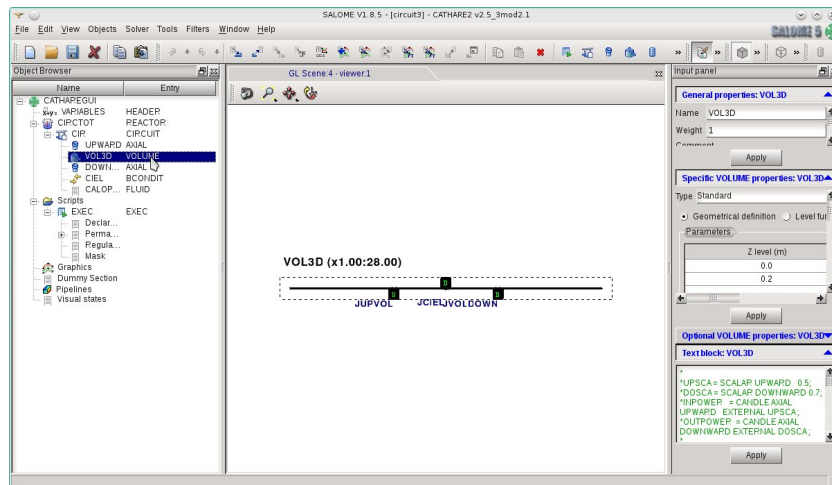 SALOME V1.8.5 - [circuit3] - CATHARE2 v2.5_3mod2.1
File Edit View Objects Solver Tools Filters Window Help
SALOME 5
Object Browser
Name Entry
CATHAREGUI
x+y= VARIABLES HEADER
CIRCTOT REACTOR
CIR CIRCUIT
UPWARD AXIAL
VOL3D VOLUME
DOWN... AXIAL
CIEL BCONDIT
CALOP... FLUID
Scripts
EXEC EXEC
Declar...
Perma...
Regula...
Mask
Graphics
Dummy Section
Pipelines
Visual states
GL Scene:4 - viewer:1
VOL3D (x1.00:28.00)
D
D D
JUPVOL JCIELJVOLDOWN
Input panel
General properties: VOL3D
Name VOL3D
Weight 1
Comment
Apply
Specific VOLUME properties: VOL3D
Type Standard
Geometrical definition Level fur
Parameters
Z level (m)
0.0
0.2
Apply
Optional VOLUME properties: VOL3D
Text block: VOL3D
*
*UPSCA = SCALAR UPWARD 0.5;
*DOSCA = SCALAR DOWNWARD 0.7;
*INPOWER = CANDLE AXIAL
UPWARD EXTERNAL UPSCA;
*OUTPOWER = CANDLE AXIAL
DOWNWARD EXTERNAL DOSCA;
*
Apply